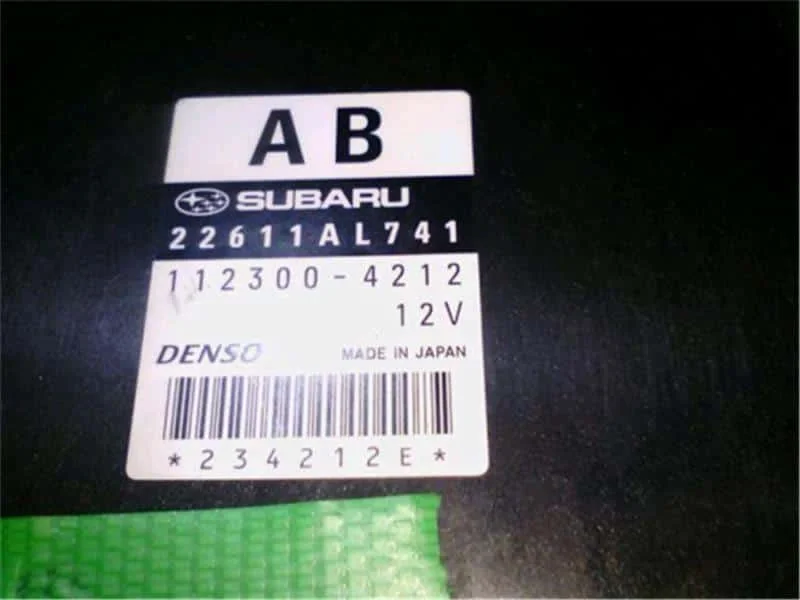 AB
SUBARU
22611AL741
112300-4212
12V
DENSO MADE IN JAPAN
*234212E*